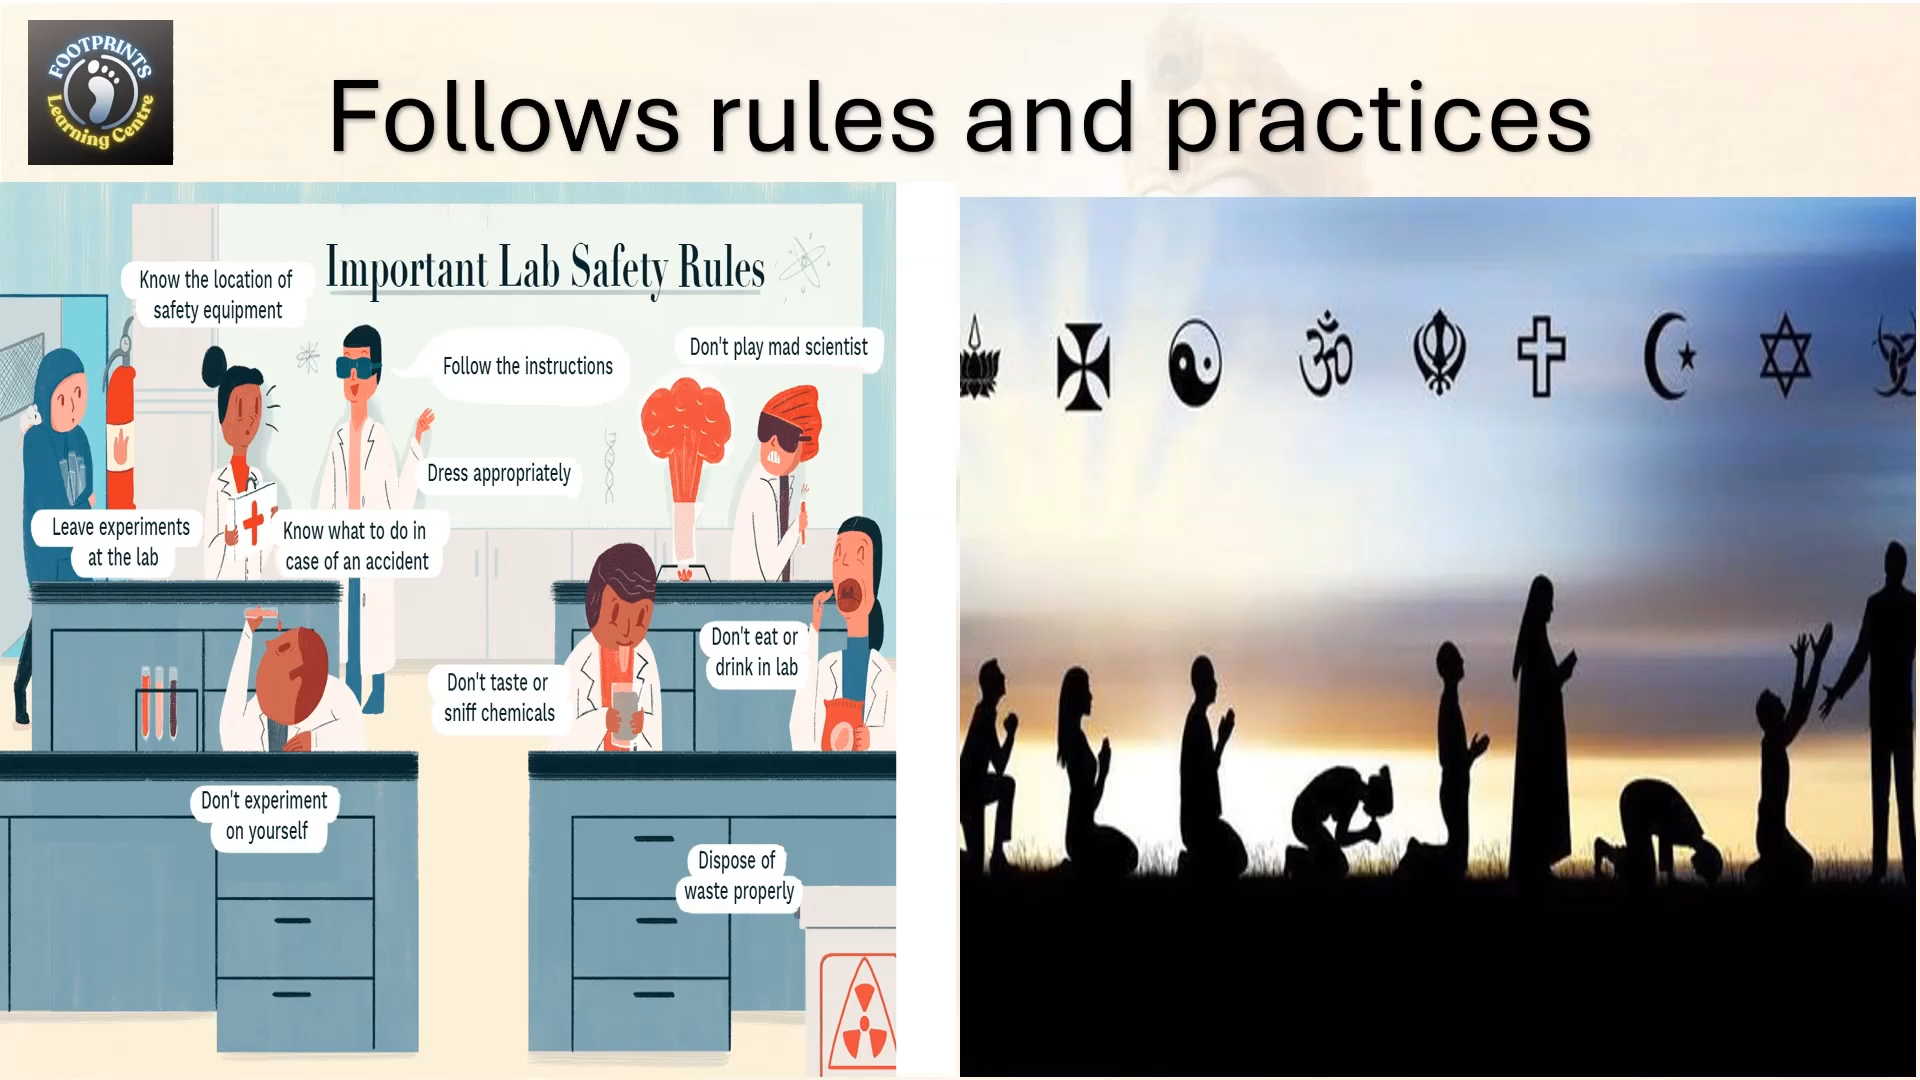 FOOTPRINTS
Learning Centre
Follows rules and practices
Important Lab Safety Rules
Know the location of
safety equipment
Follow the instructions
Don't play mad scientist
Dress appropriately
Leave experiments
at the lab
Know what to do in
case of an accident
Don't eat or
drink in lab
Don't taste or
sniff chemicals
Don't experiment
on yourself
Dispose of
waste properly
ॐ